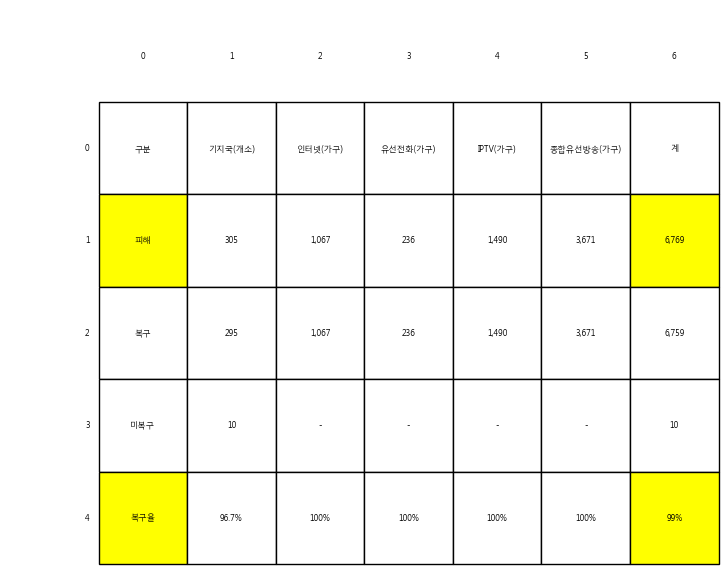 0 1 2 3 4 5 6
0 구분 기지국(개소) 인터넷(가구) 유선전화(가구) IPTV(가구) 종합유선방송(가구) 계
1 피해 305 1,067 236 1,490 3,671 6,769
2 복구 295 1,067 236 1,490 3,671 6,759
3 미복구 10 - - - - 10
4 복구율 96.7% 100% 100% 100% 100% 99%